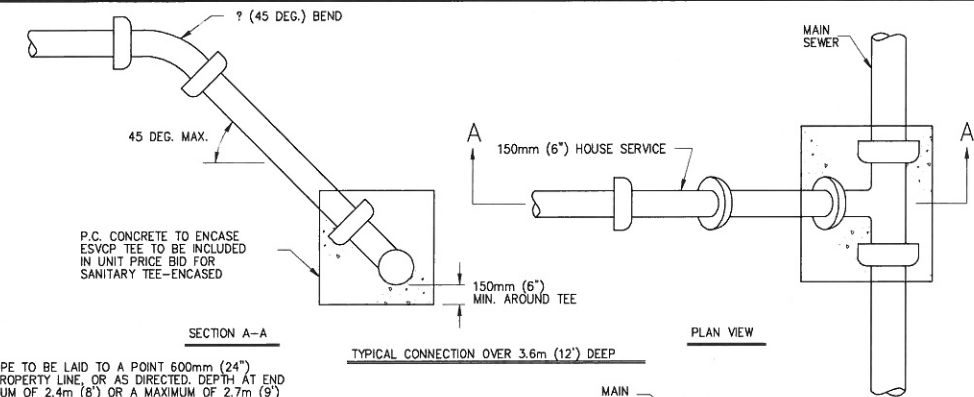 ? (45 DEG.) BEND
45 DEG. MAX.
P.C. CONCRETE TO ENCASE
ESVCP TEE TO BE INCLUDED
IN UNIT PRICE BID FOR
SANITARY TEE-ENCASED
150mm (6")
MIN. AROUND TEE
SECTION A-A
MAIN
SEWER
A
A
150mm (6") HOUSE SERVICE
PLAN VIEW
TYPICAL CONNECTION OVER 3.6m (12') DEEP
PE TO BE LAID TO A POINT 600mm (24")
ROPERTY LINE, OR AS DIRECTED. DEPTH AT END
UM OF 2.4m (8') OR A MAXIMUM OF 2.7m (9')
MAIN